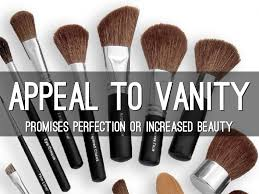 APPEAL TO VANITY
PROMISES PERFECTION OR INCREASED BEAUTY